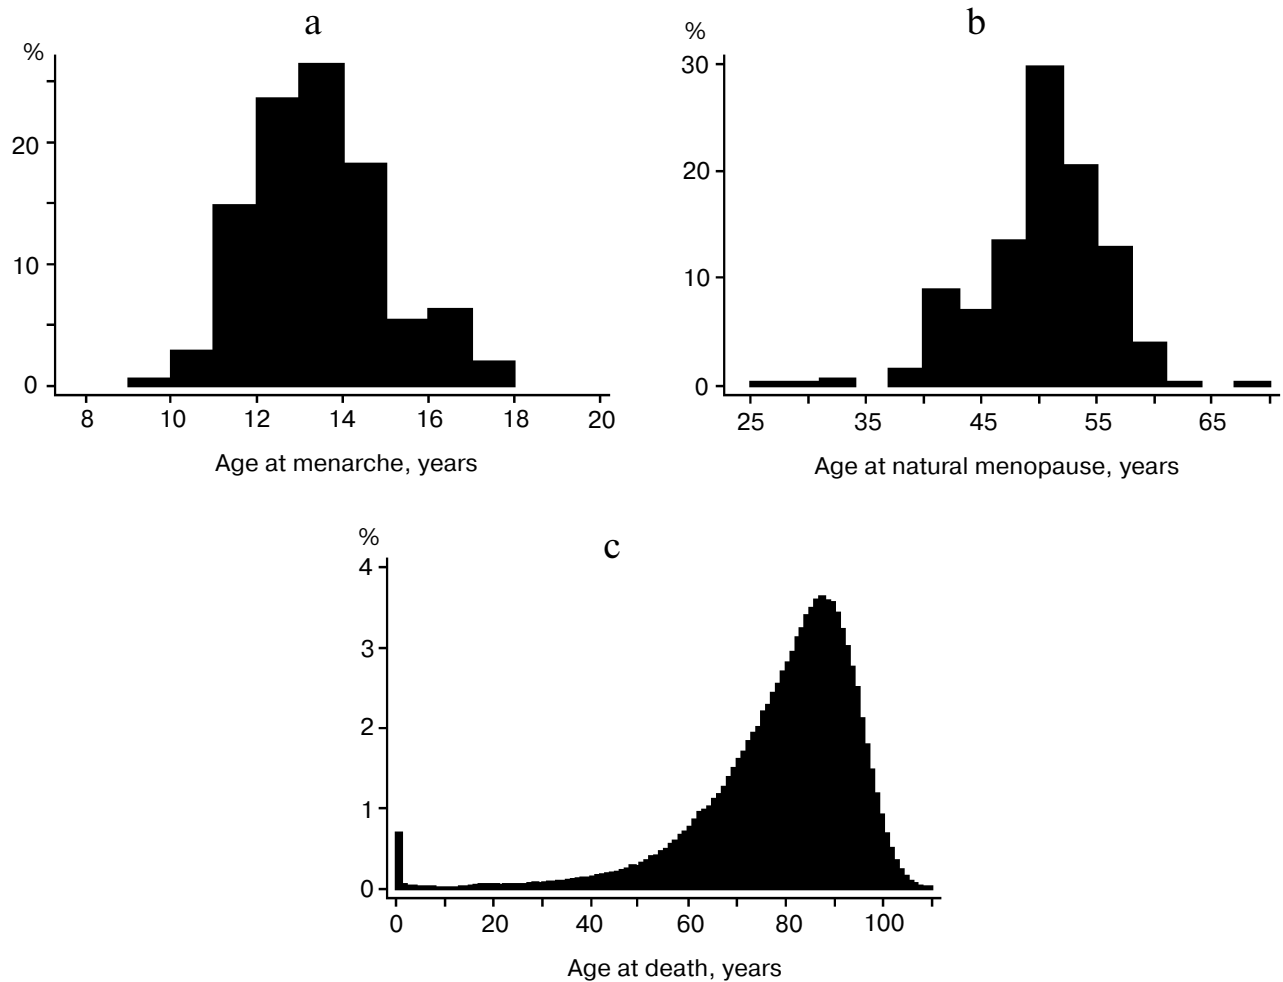 a
%
20
10
0
8 10 12 14 16 18 20
Age at menarche, years
b
%
30
20
10
0
25 35 45 55 65
Age at natural menopause, years
c
%
4
3
2
1
0
0 20 40 60 80 100
Age at death, years